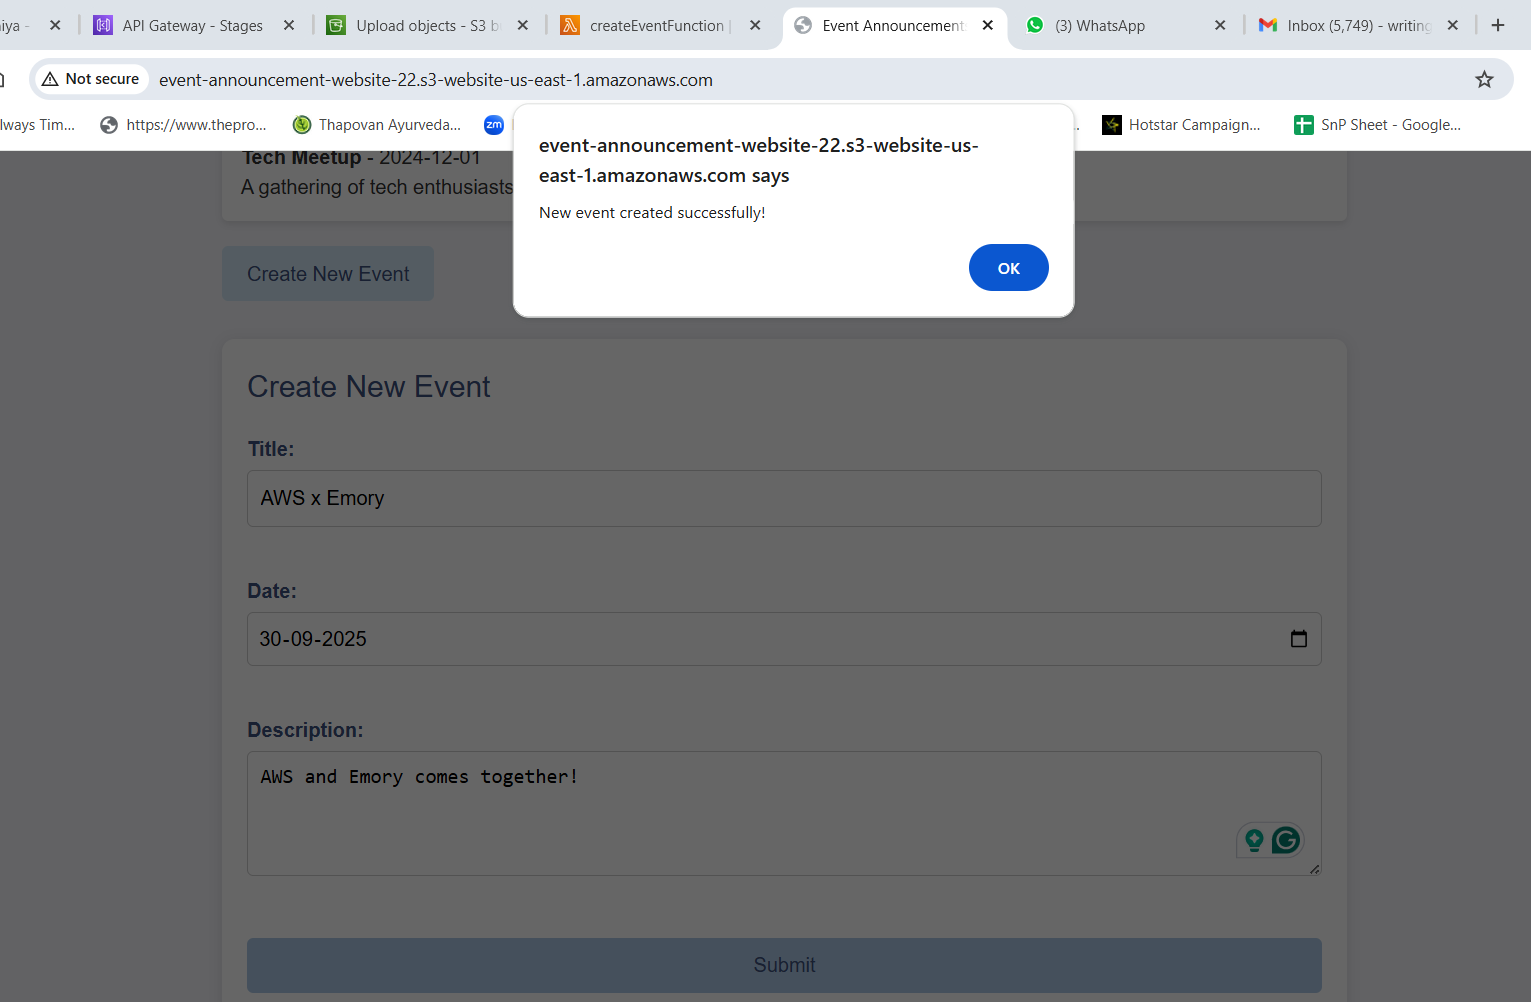 iya -
API Gateway - Stages
Upload objects - S3 b
createEventFunction |
Event Announcement
(3) WhatsApp
Inbox (5,749) - writing
Not secure
event-announcement-website-22.s3-website-us-east-1.amazonaws.com
lways Tim...
https://www.thepro...
Thapovan Ayurveda...
zm
Hotstar Campaign...
SnP Sheet - Google...
event-announcement-website-22.s3-website-us-
east-1.amazonaws.com says
New event created successfully!
OK
Tech Meetup - 2024-12-01
A gathering of tech enthusiasts
Create New Event
Create New Event
Title:
AWS x Emory
Date:
30-09-2025
Description:
AWS and Emory comes together!
Submit